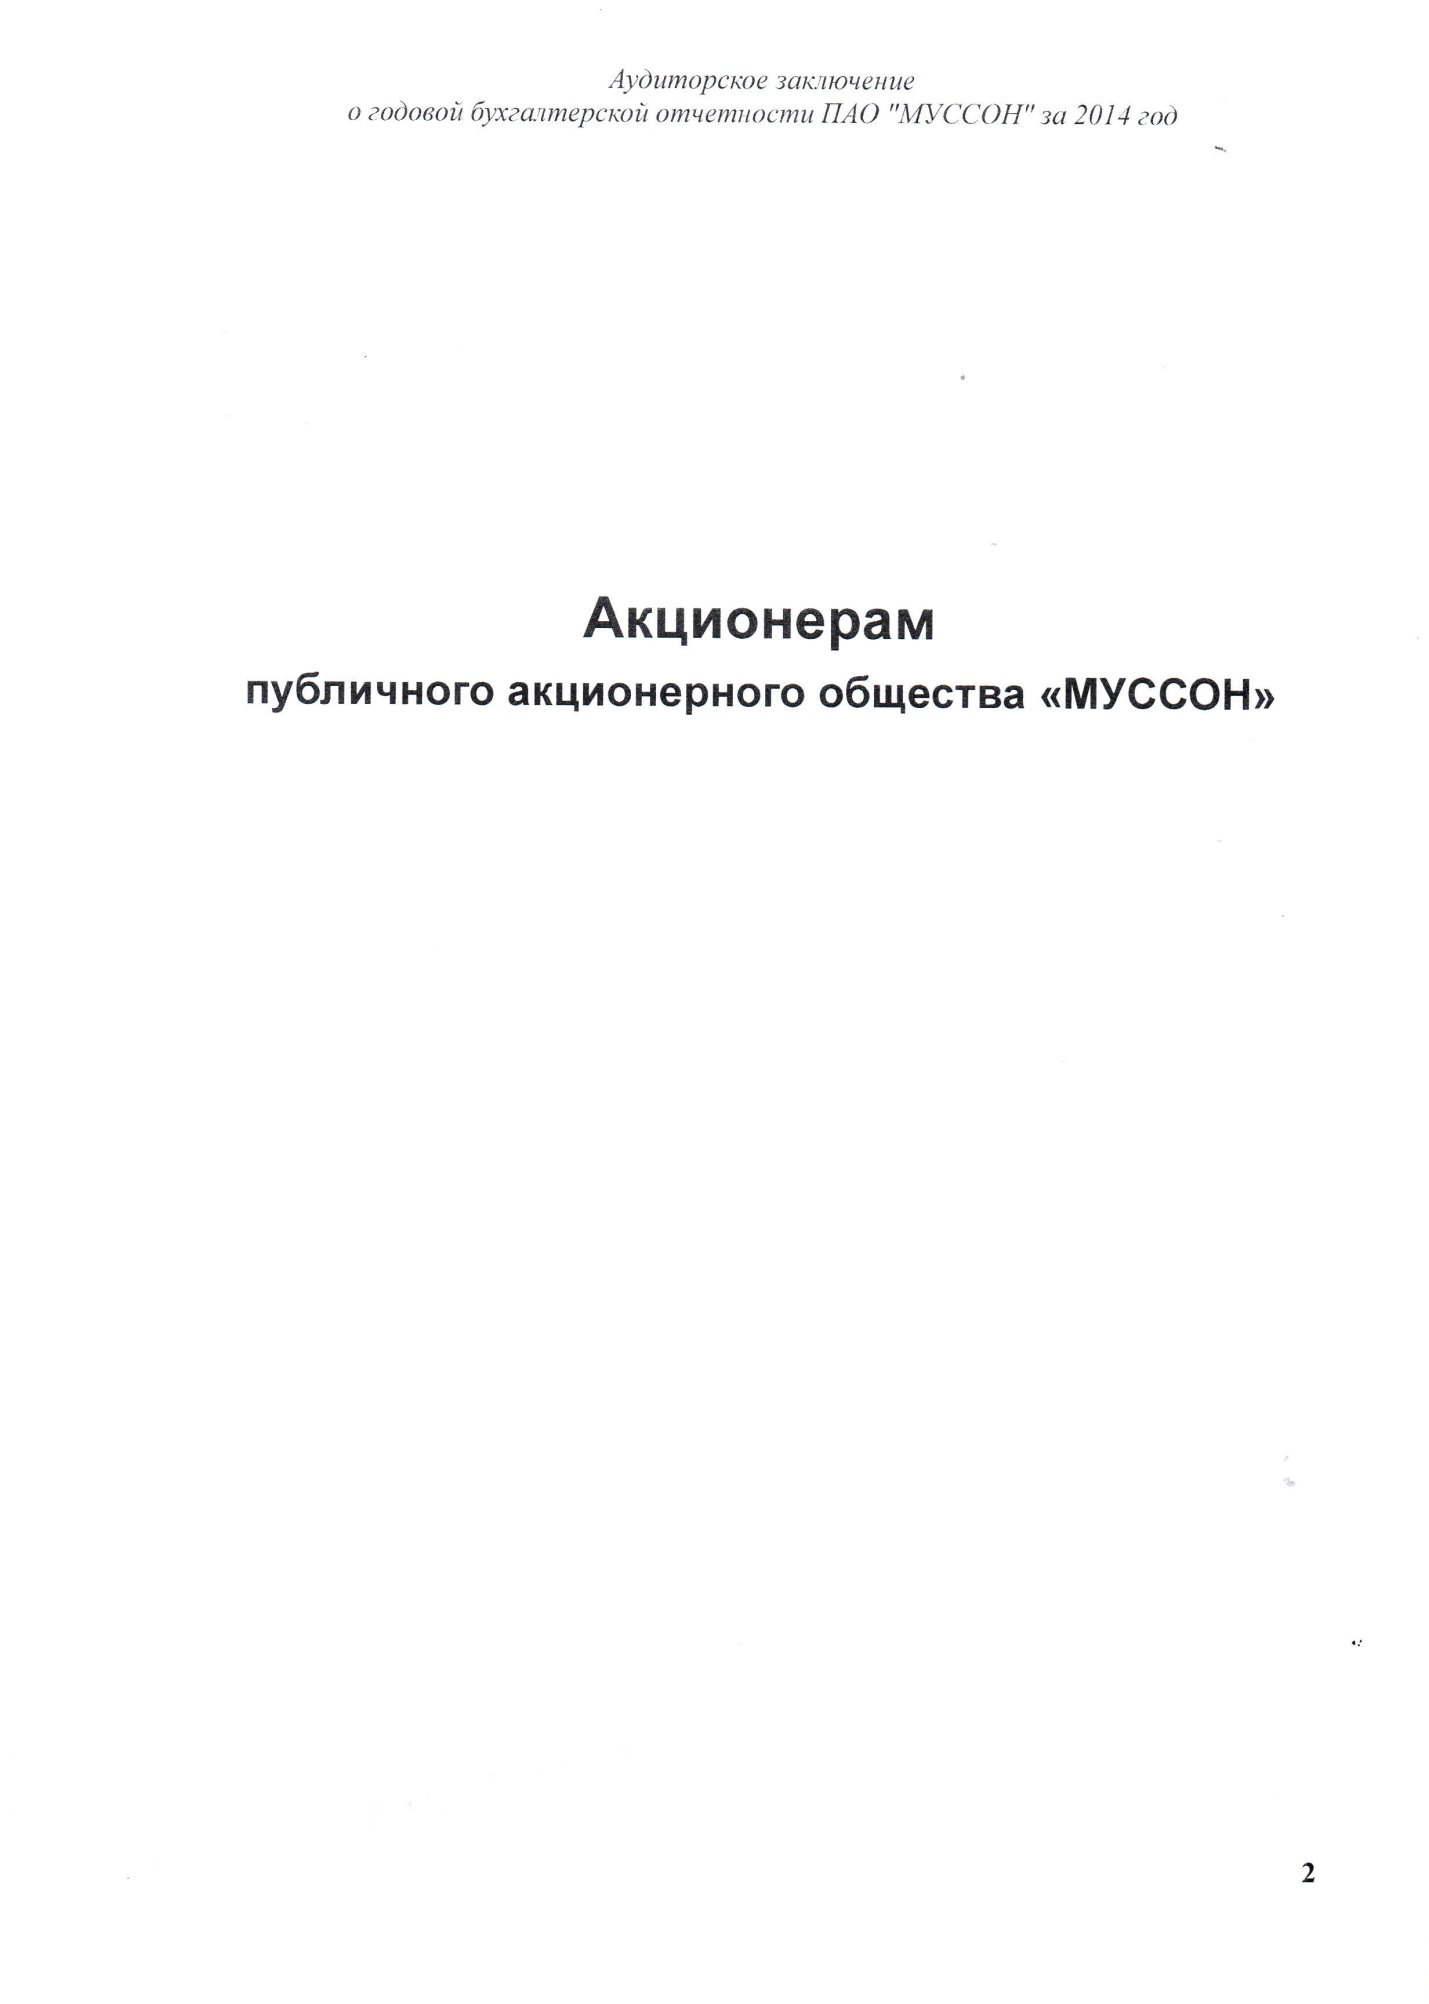 Аудиторское заключение
о годовой бухгалтерской отчетности ПАО "МУССОН" за 2014 год
Акционерам
публичного акционерного общества «МУССОН»
2